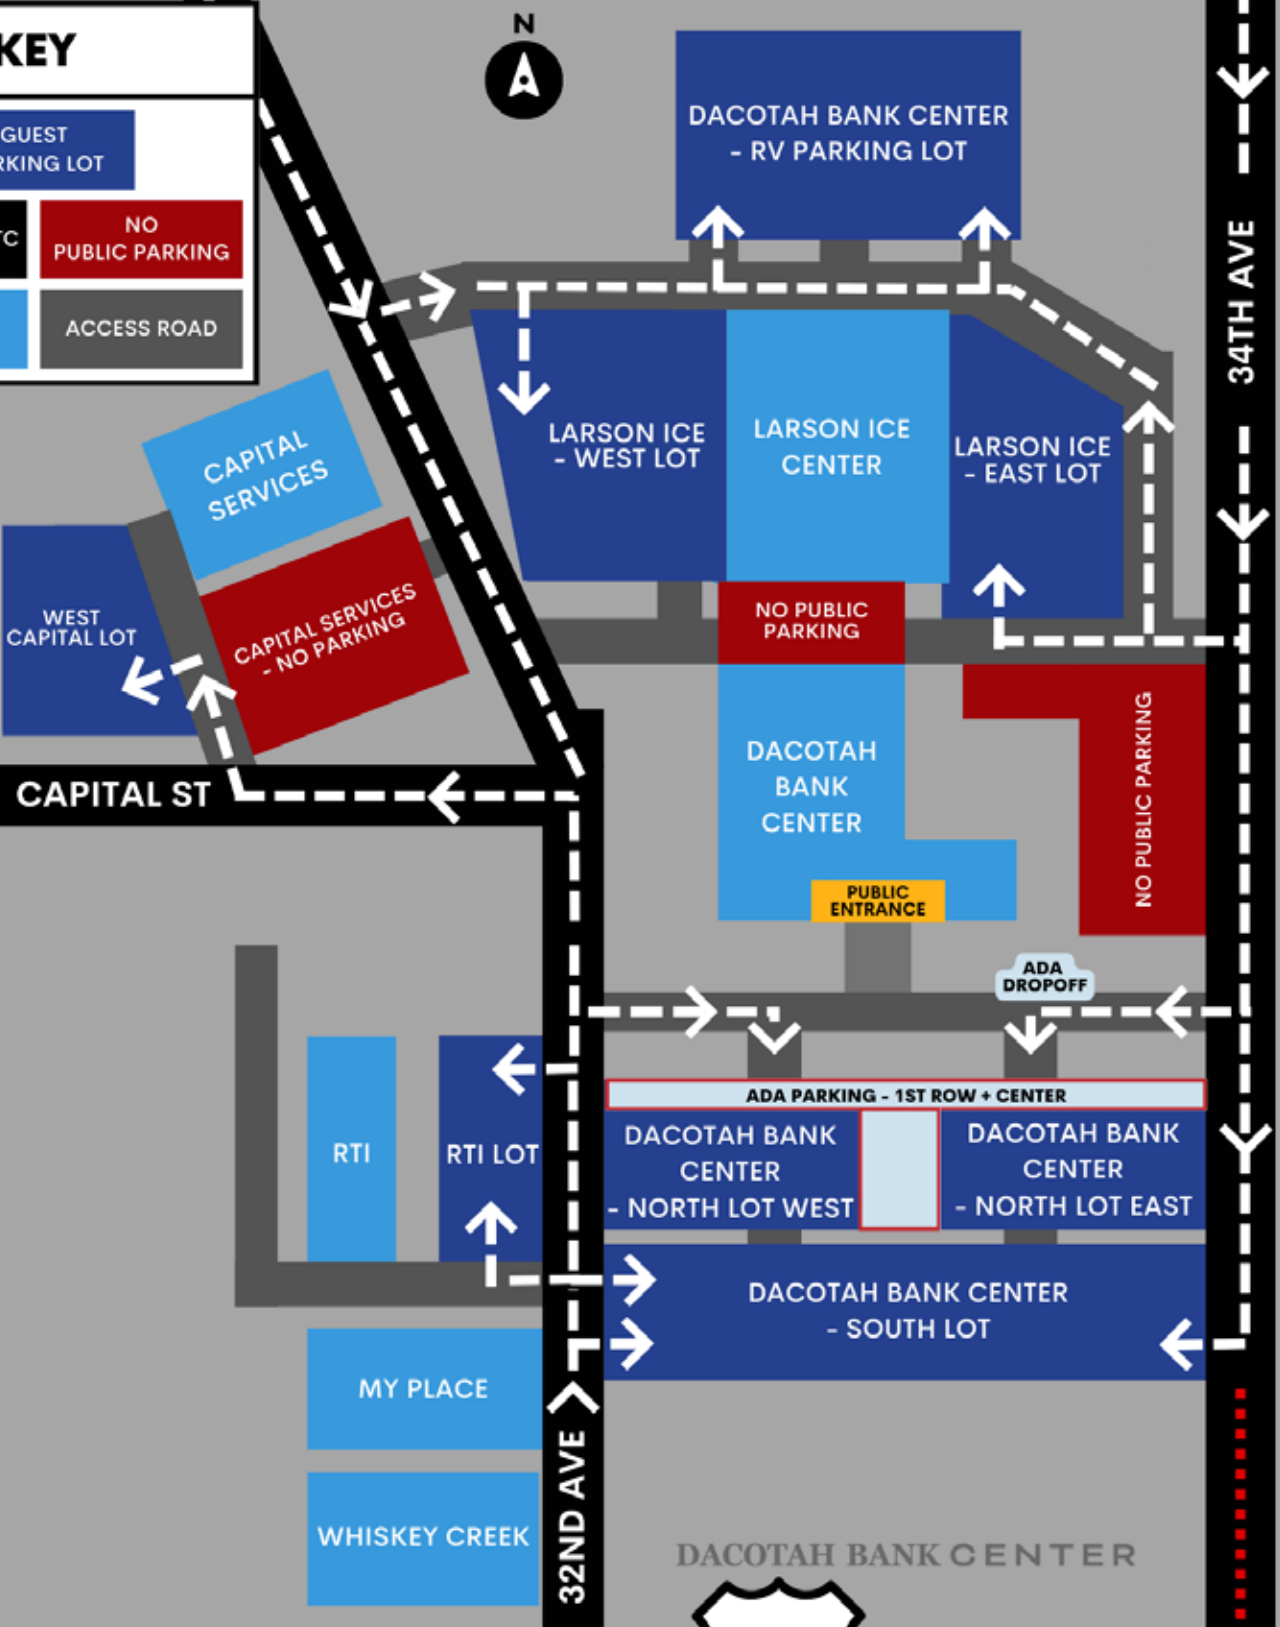 N
KEY
GUEST
RKING LOT
TC
NO
PUBLIC PARKING
ACCESS ROAD
DACOTAH BANK CENTER
- RV PARKING LOT
34TH AVE
LARSON ICE
- WEST LOT
LARSON ICE
CENTER
LARSON ICE
- EAST LOT
CAPITAL
SERVICES
CAPITAL SERVICES
- NO PARKING
WEST
CAPITAL LOT
NO PUBLIC
PARKING
NO PUBLIC PARKING
DACOTAH
BANK
CENTER
CAPITAL ST
PUBLIC
ENTRANCE
ADA
DROPOFF
ADA PARKING - 1ST ROW + CENTER
RTI
RTI LOT
DACOTAH BANK
CENTER
- NORTH LOT WEST
DACOTAH BANK
CENTER
- NORTH LOT EAST
DACOTAH BANK CENTER
- SOUTH LOT
MY PLACE
WHISKEY CREEK
32ND AVE
DACOTAH BANK CENTER